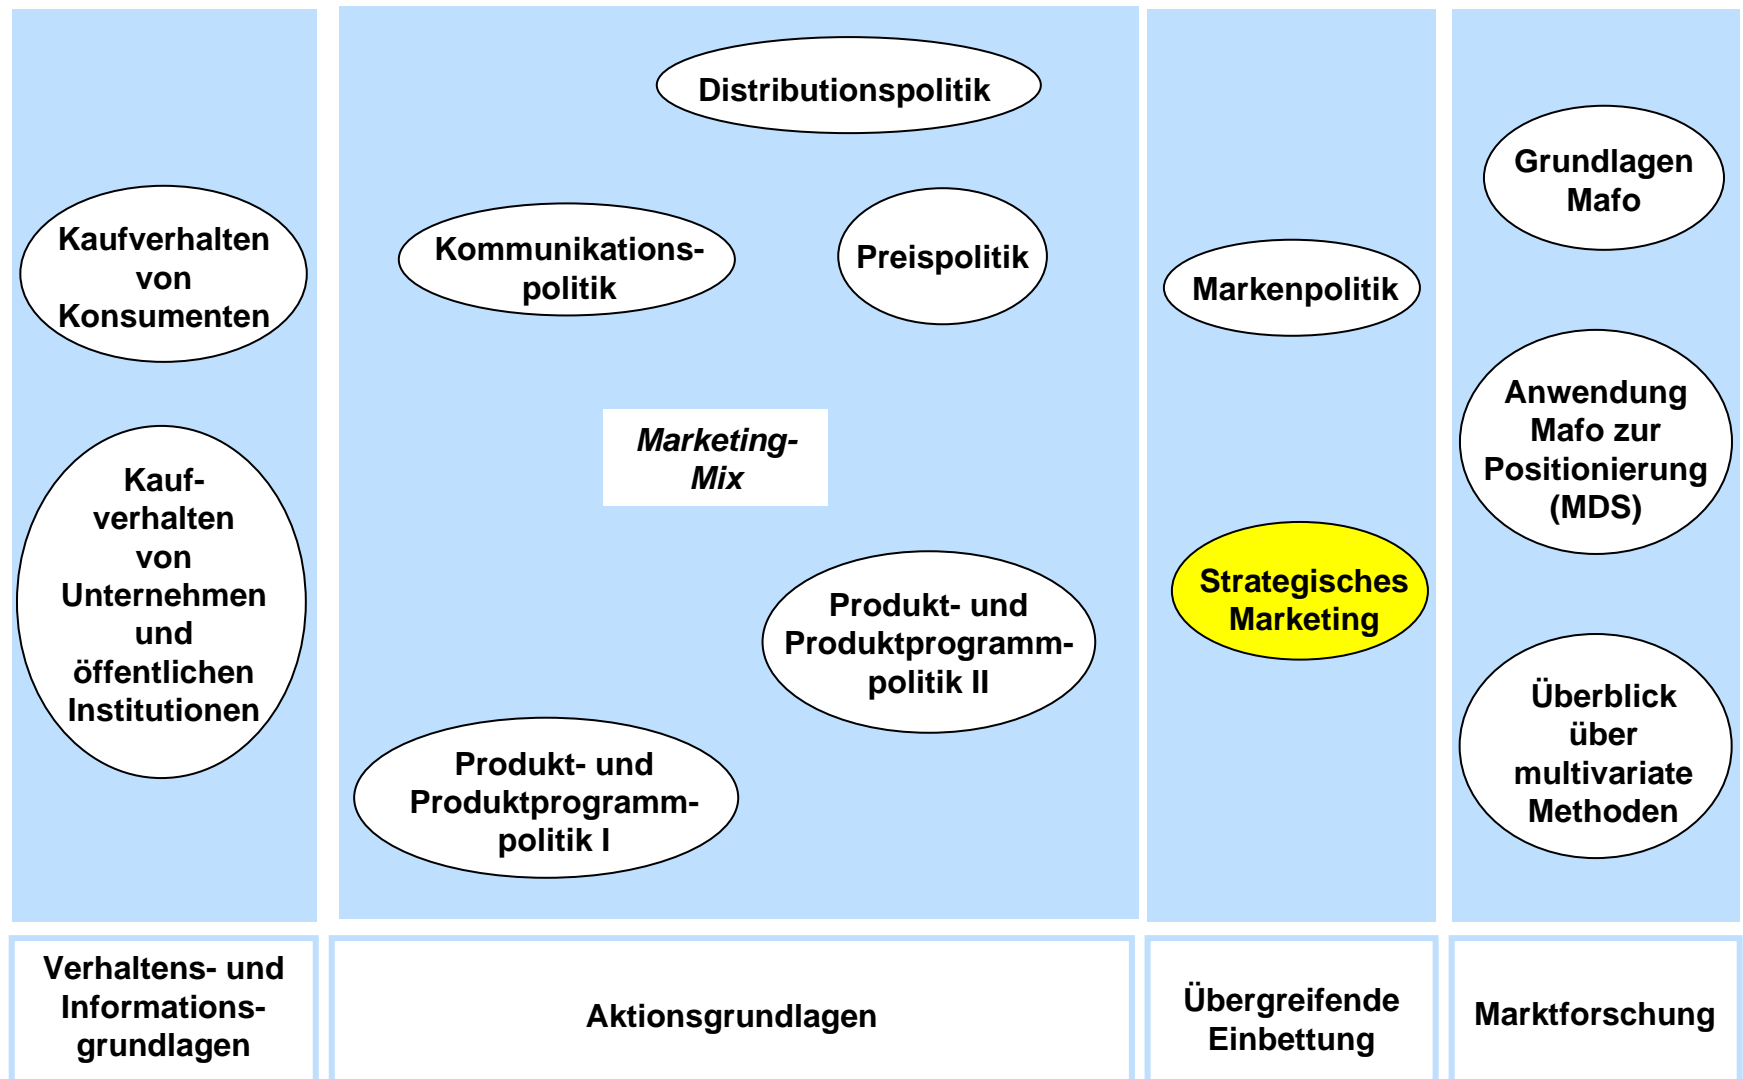 Kaufverhalten
von
Konsumenten
Kauf-
verhalten
von
Unternehmen
und
öffentlichen
Institutionen
Distributionspolitik
Kommunikations-
politik
Preispolitik
Marketing-
Mix
Produkt- und
Produktprogramm-
politik II
Produkt- und
Produktprogramm-
politik I
Markenpolitik
Strategisches
Marketing
Grundlagen
Mafo
Anwendung
Mafo zur
Positionierung
(MDS)
Überblick
über
multivariate
Methoden
Verhaltens- und
Informations-
grundlagen
Aktionsgrundlagen
Übergreifende
Einbettung
Marktforschung